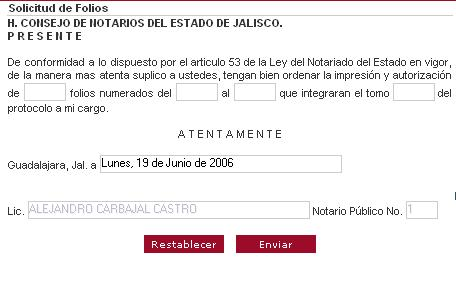 Solicitud de Folios
H. CONSEJO DE NOTARIOS DEL ESTADO DE JALISCO.
P R E S E N T E
De conformidad a lo dispuesto por el articulo 53 de la Ley del Notariado del Estado en vigor,
de la manera mas atenta suplico a ustedes, tengan bien ordenar la impresión y autorización
de folios numerados del al que integraran el tomo del
protocolo a mi cargo.
A T E N T A M E N T E
Guadalajara, Jal. a Lunes, 19 de Junio de 2006
Lic. ALEJANDRO CARBAJAL CASTRO Notario Público No. 1
Restablecer Enviar